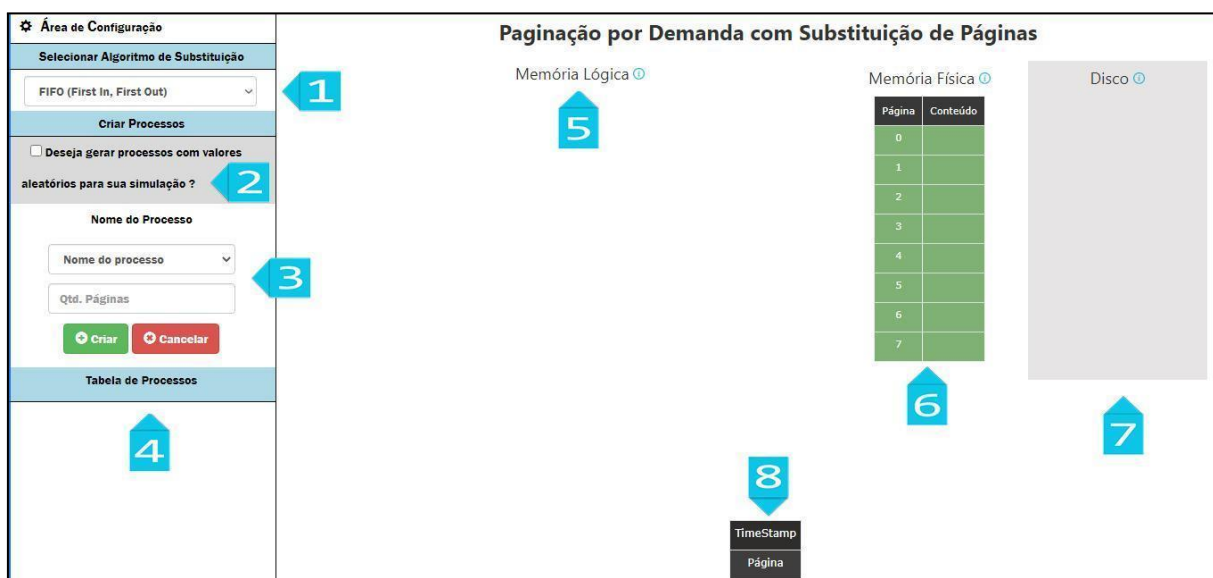 Área de Configuração
Selecionar Algoritmo de Substituição
FIFO (First In, First Out)
1
Criar Processos
Deseja gerar processos com valores
aleatórios para sua simulação ?
2
Nome do Processo
Nome do processo
Qtd. Páginas
3
Criar
Cancelar
Tabela de Processos
4
Paginação por Demanda com Substituição de Páginas
Memória Lógica
5
Memória Física
Página Conteúdo
0
1
2
3
4
5
6
7
6
Disco
7
8
TimeStamp
Página